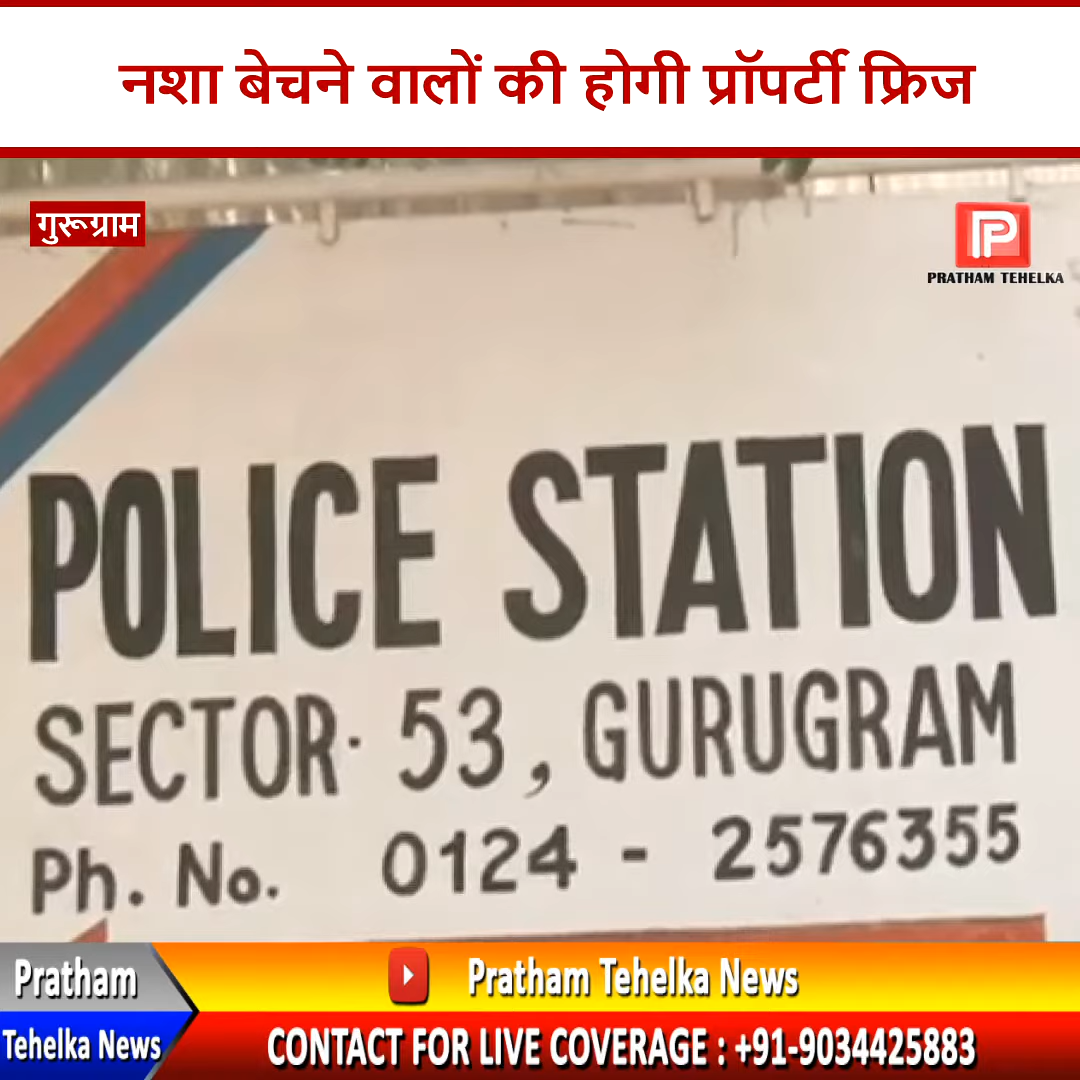 नशा बेचने वालों की होगी प्रॉपर्टी फ्रिज
गुरूग्राम
PRATHAM TEHELKA
POLICE STATION
SECTOR· 53, GURUGRAM
Ph. No. 0124 - 2576355
Pratham
Tehelka News
Pratham Tehelka News
CONTACT FOR LIVE COVERAGE : +91-9034425883